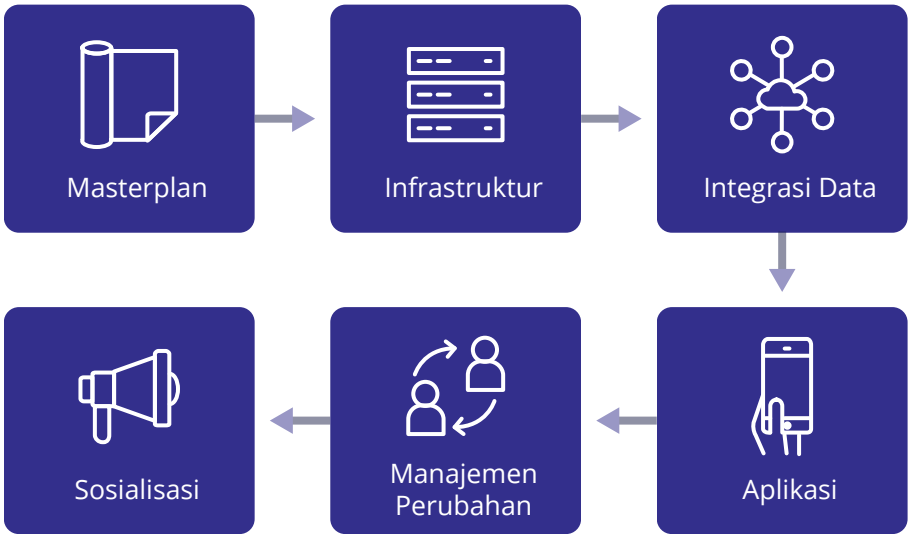 Masterplan
Infrastruktur
Integrasi Data
Aplikasi
Manajemen
Perubahan
Sosialisasi